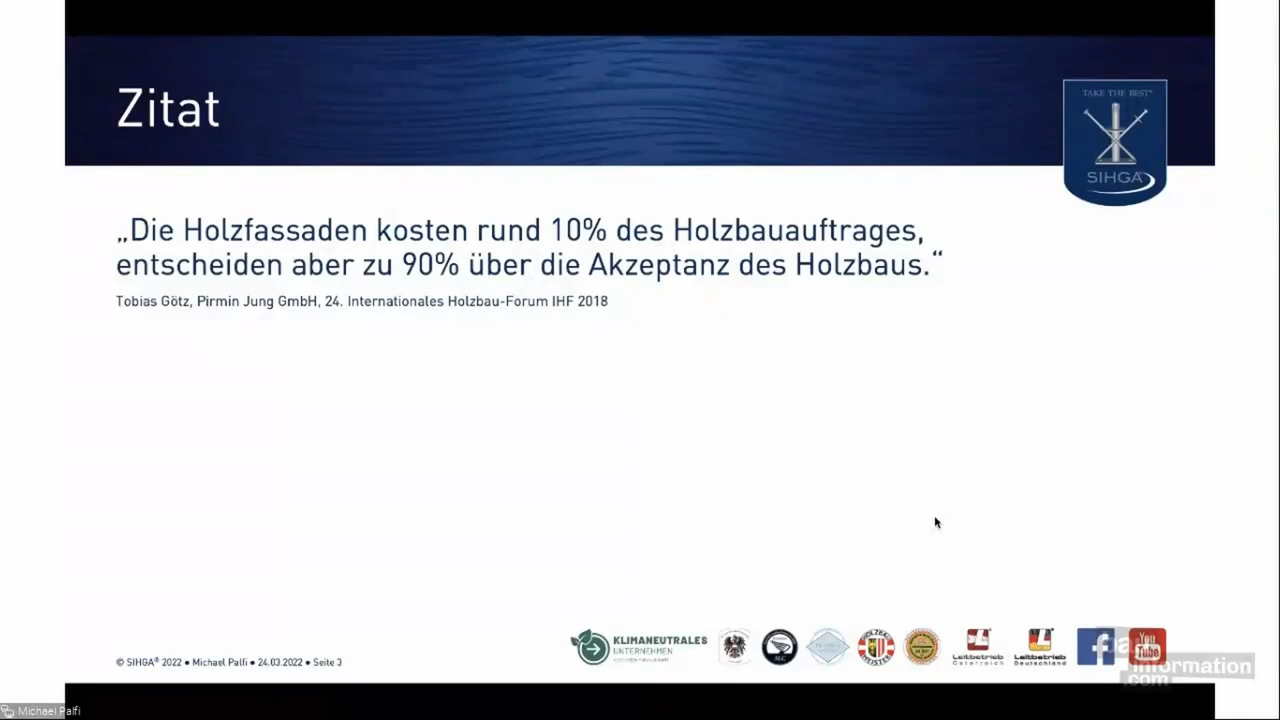 Zitat
TAKE THE BEST
SIHGA®
„Die Holzfassaden kosten rund 10% des Holzbauauftrages,
entscheiden aber zu 90% über die Akzeptanz des Holzbaus.“
Tobias Götz, Pirmin Jung GmbH, 24. Internationales Holzbau-Forum IHF 2018
© SIHGA® 2022 • Michael Palfi • 24.03.2022 • Seite
KLIMANEUTRALES
UNTERNEHMEN
HOLZBAU
MEISTER
Leitbetrieb
Österreich
Leitbetrieb
Deutschland
f
You
Tube
information
.com
Michael Palfi